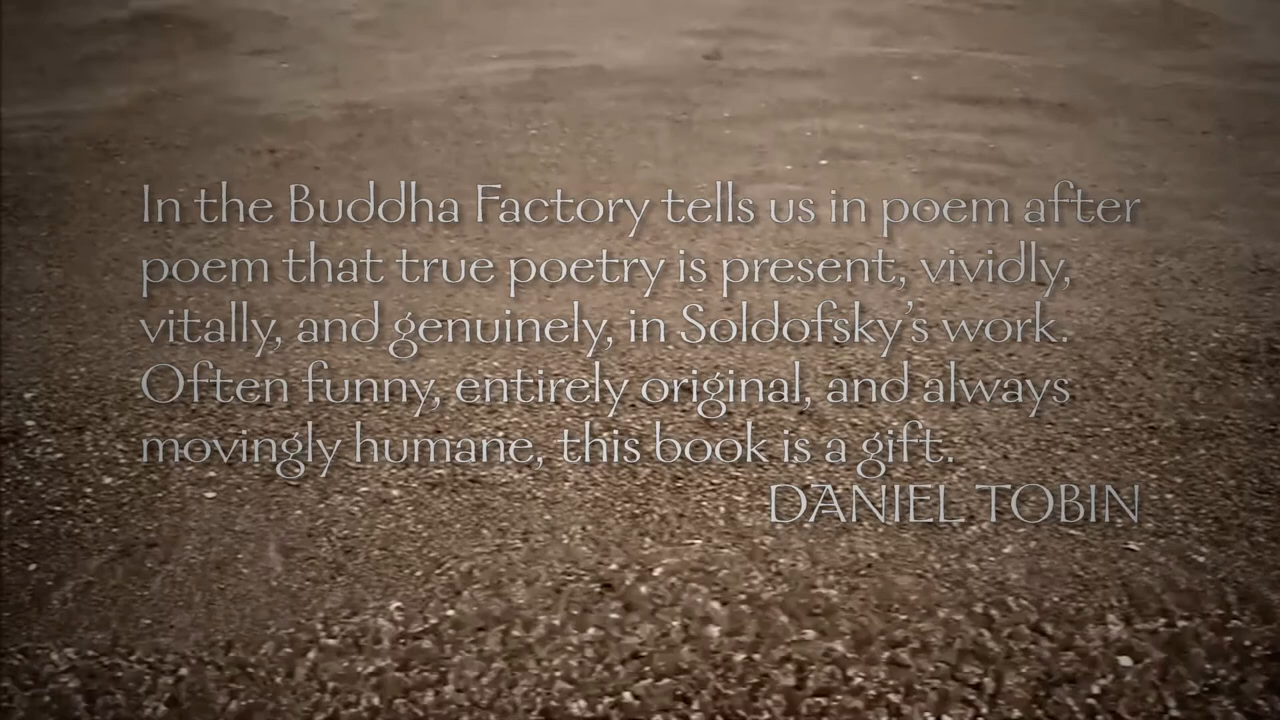 In the Buddha Factory tells us in poem after
poem that true poetry is present, vividly,
vitally, and genuinely, in Soldofsky’s work.
Often funny, entirely original, and always
movingly humane, this book is a gift.
DANIEL TOBIN